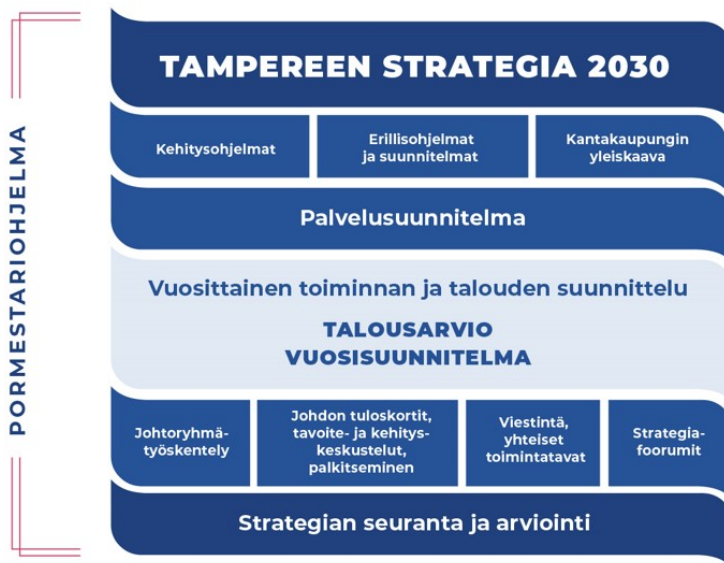 PORMESTARIOHJELMA
TAMPEREEN STRATEGIA 2030
Kehitysohjelmat
Erillisohjelmat
ja suunnitelmat
Kantakaupungin
yleiskaava
Palvelusuunnitelma
Vuosittainen toiminnan ja talouden suunnittelu
TALOUSARVIO
VUOSISUUNNITELMA
Johtoryhmä-
työskentely
Johdon tuloskortit,
tavoite- ja kehitys-
keskustelut,
palkitseminen
Viestintä,
yhteiset
toimintatavat
Strategia-
foorumit
Strategian seuranta ja arviointi